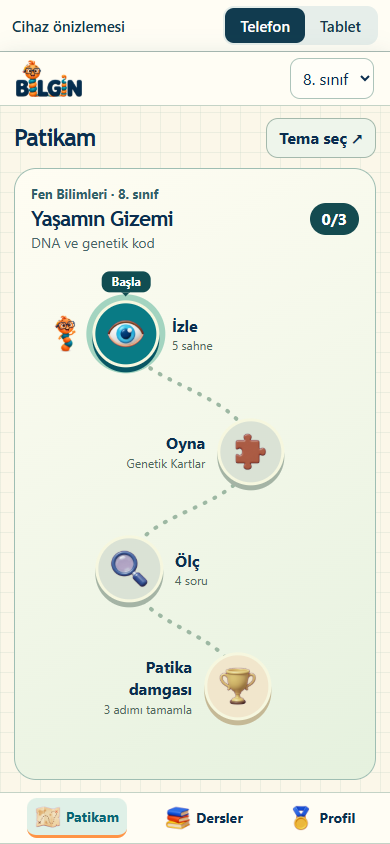 Cihaz önizlemesi
Telefon
Tablet
BİLGİN
8. sınıf
Patikam
Tema seç ↗
Fen Bilimleri · 8. sınıf
Yaşamın Gizemi
0/3
DNA ve genetik kod
Başla
İzle
5 sahne
Oyna
Genetik Kartlar
Ölç
4 soru
Patika
damgası
3 adımı tamamla
Patikam
Dersler
Profil